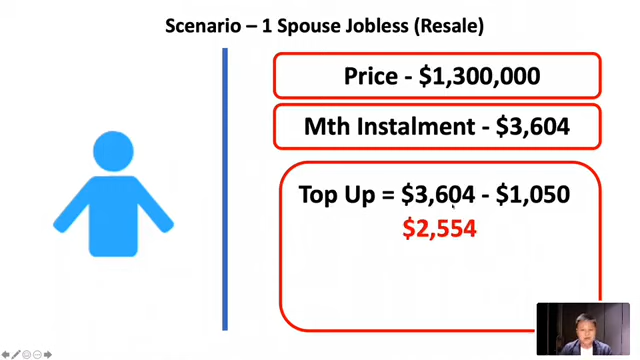 Scenario – 1 Spouse Jobless (Resale)
Price - $1,300,000
Mth Instalment - $3,604
Top Up = $3,604 - $1,050
$2,554